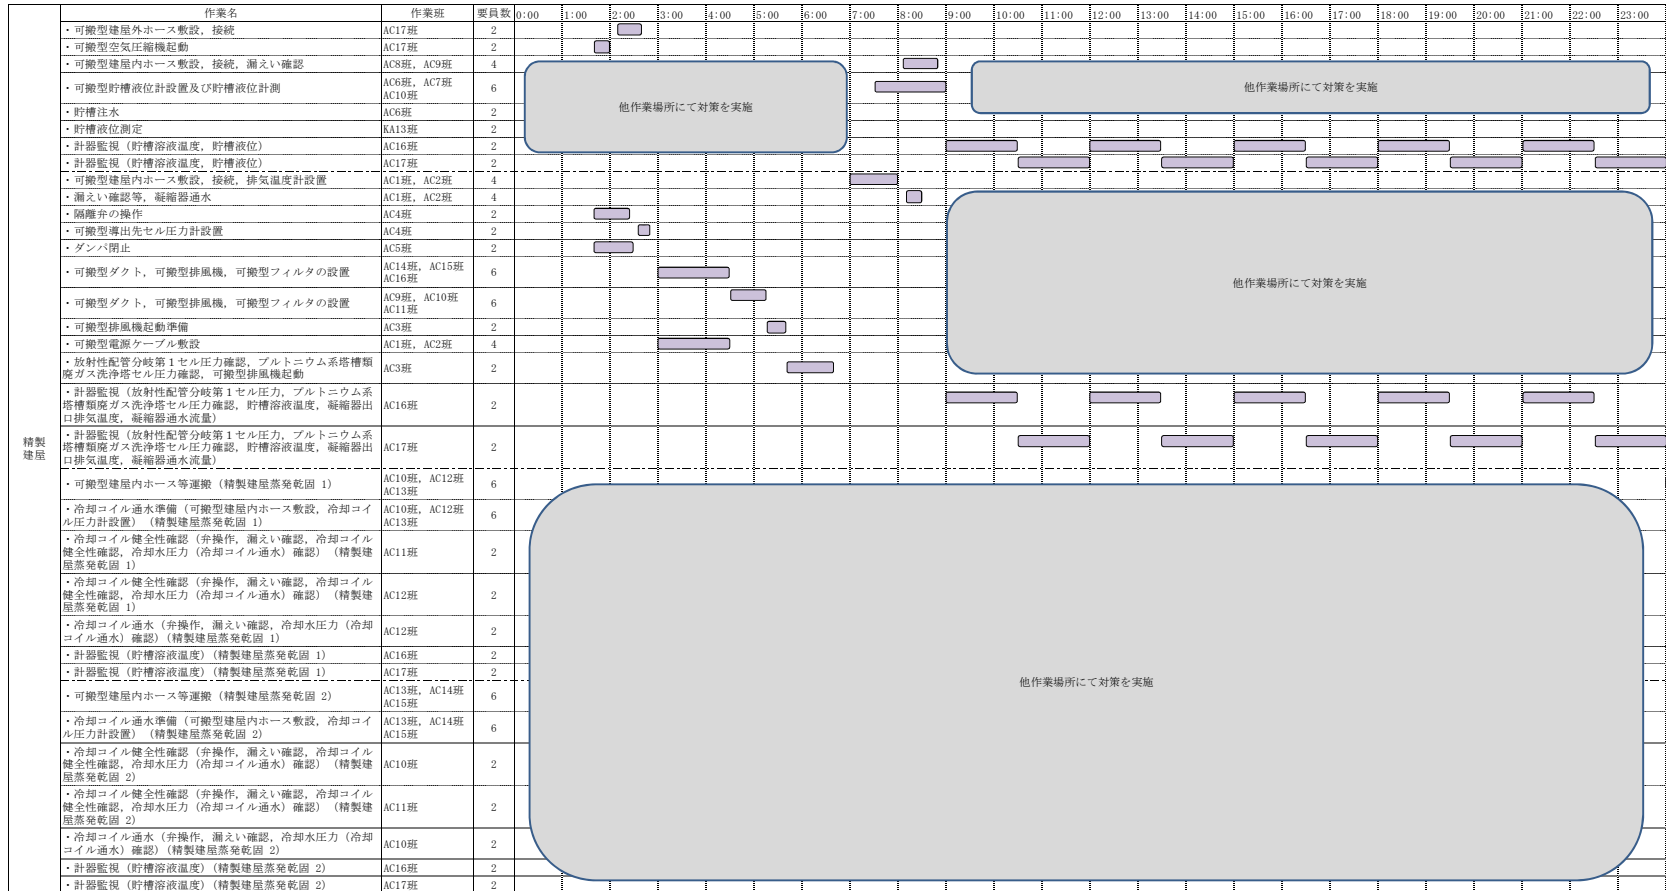 作業名 作業班 要員数 0:00 1:00 2:00 3:00 4:00 5:00 6:00 7:00 8:00 9:00 10:00 11:00 12:00 13:00 14:00 15:00 16:00 17:00 18:00 19:00 20:00 21:00 22:00 23:00
精製
建屋
・可搬型建屋外ホース敷設，接続 AC17班 2
・可搬型空気圧縮機起動 AC17班 2
・可搬型建屋内ホース敷設，接続，漏えい確認 AC8班，AC9班 4
・可搬型貯槽液位計設置及び貯槽液位計測 AC6班，AC7班 6
AC10班
他作業場所にて対策を実施
他作業場所にて対策を実施
・貯槽注水 AC6班 2
・貯槽液位測定 KA13班 2
・計器監視（貯槽溶液温度，貯槽液位） AC16班 2
・計器監視（貯槽溶液温度，貯槽液位） AC17班 2
・可搬型建屋内ホース敷設，接続，排気温度計設置 AC1班，AC2班 4
・漏えい確認等，凝縮器通水 AC1班，AC2班 4
・隔離弁の操作 AC4班 2
・可搬型導出先セル圧力計設置 AC4班 2
・ダンパ閉止 AC5班 2
・可搬型ダクト，可搬型排風機，可搬型フィルタの設置 AC14班，AC15班 6
AC16班
他作業場所にて対策を実施
・可搬型ダクト，可搬型排風機，可搬型フィルタの設置 AC9班，AC10班 6
AC11班
・可搬型排風機起動準備 AC3班 2
・可搬型電源ケーブル敷設 AC1班，AC2班 4
・放射性配管分岐第１セル圧力確認，プルトニウム系塔槽類
廃ガス洗浄塔セル圧力確認，可搬型排風機起動 AC3班 2
・計器監視（放射性配管分岐第１セル圧力，プルトニウム系
塔槽類廃ガス洗浄塔セル圧力確認，貯槽溶液温度，凝縮器出 AC16班 2
口排気温度，凝縮器通水流量）
・計器監視（放射性配管分岐第１セル圧力，プルトニウム系
塔槽類廃ガス洗浄塔セル圧力確認，貯槽溶液温度，凝縮器出 AC17班 2
口排気温度，凝縮器通水流量）
・可搬型建屋内ホース等運搬（精製建屋蒸発乾固 1） AC10班，AC12班 6
AC13班
・冷却コイル通水準備（可搬型建屋内ホース敷設，冷却コイ AC10班，AC12班 6
ル圧力計設置）（精製建屋蒸発乾固 1） AC13班
・冷却コイル健全性確認（弁操作，漏えい確認，冷却コイル
健全性確認，冷却水圧力（冷却コイル通水）確認）（精製建 AC11班 2
屋蒸発乾固 1）
・冷却コイル健全性確認（弁操作，漏えい確認，冷却コイル
健全性確認，冷却水圧力（冷却コイル通水）確認）（精製建 AC12班 2
屋蒸発乾固 1）
・冷却コイル通水（弁操作，漏えい確認，冷却水圧力（冷却
コイル通水）確認）（精製建屋蒸発乾固 1） AC12班 2
・計器監視（貯槽溶液温度）（精製建屋蒸発乾固 1） AC16班 2
・計器監視（貯槽溶液温度）（精製建屋蒸発乾固 1） AC17班 2
他作業場所にて対策を実施
・可搬型建屋内ホース等運搬（精製建屋蒸発乾固 2） AC13班，AC14班 6
AC15班
・冷却コイル通水準備（可搬型建屋内ホース敷設，冷却コイ AC13班，AC14班 6
ル圧力計設置）（精製建屋蒸発乾固 2） AC15班
・冷却コイル健全性確認（弁操作，漏えい確認，冷却コイル
健全性確認，冷却水圧力（冷却コイル通水）確認）（精製建 AC10班 2
屋蒸発乾固 2）
・冷却コイル健全性確認（弁操作，漏えい確認，冷却コイル
健全性確認，冷却水圧力（冷却コイル通水）確認）（精製建 AC11班 2
屋蒸発乾固 2）
・冷却コイル通水（弁操作，漏えい確認，冷却水圧力（冷却
コイル通水）確認）（精製建屋蒸発乾固 2） AC10班 2
・計器監視（貯槽溶液温度）（精製建屋蒸発乾固 2） AC16班 2
・計器監視（貯槽溶液温度）（精製建屋蒸発乾固 2） AC17班 2